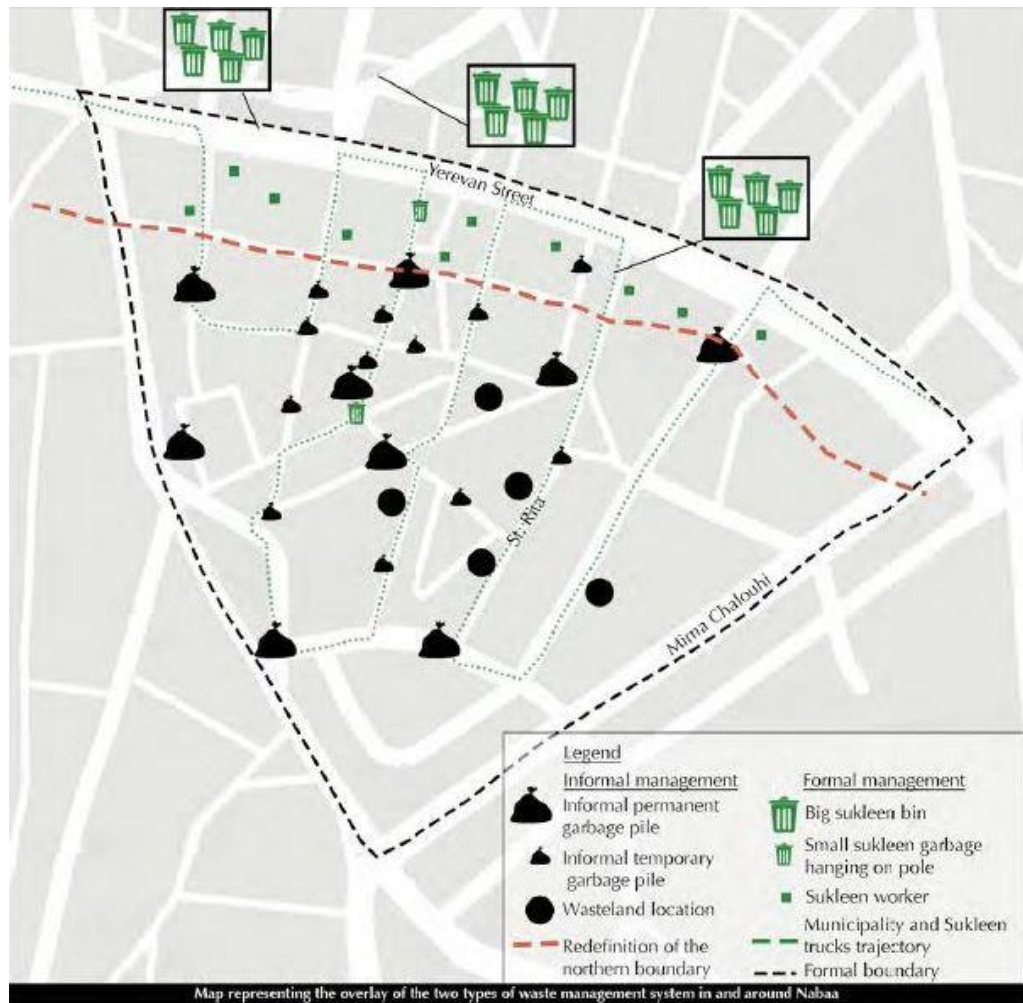 Yerevan Street
St. Rita
Mirna Chalouhi
Legend
Informal management
Informal permanent
garbage pile
Informal temporary
garbage pile
Wasteland location
Redefinition of the
northern boundary
Formal management
Big sukleen bin
Small sukleen garbage
hanging on pole
Sukleen worker
Municipality and Sukleen
trucks trajectory
Formal boundary
Map representing the overlay of the two types of waste management system in and around Nabaa